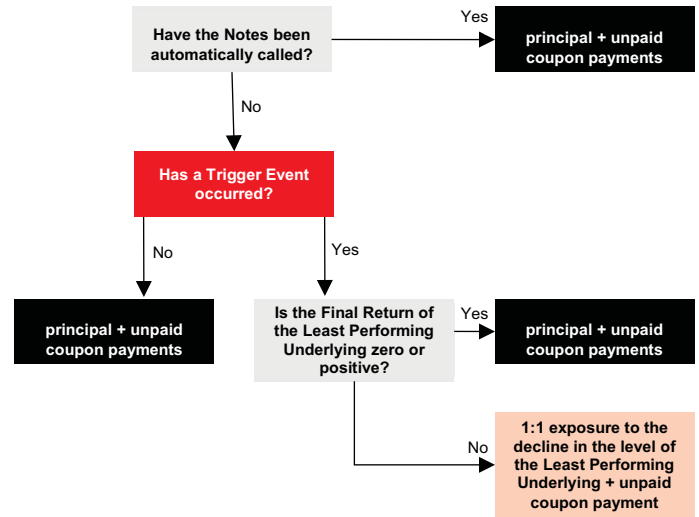 Have the Notes been
automatically called?
Yes
principal + unpaid
coupon payments
No
Has a Trigger Event
occurred?
No
Yes
principal + unpaid
coupon payments
Is the Final Return of
the Least Performing
Underlying zero or
positive?
Yes
principal + unpaid
coupon payments
No
1:1 exposure to the
decline in the level of
the Least Performing
Underlying + unpaid
coupon payment